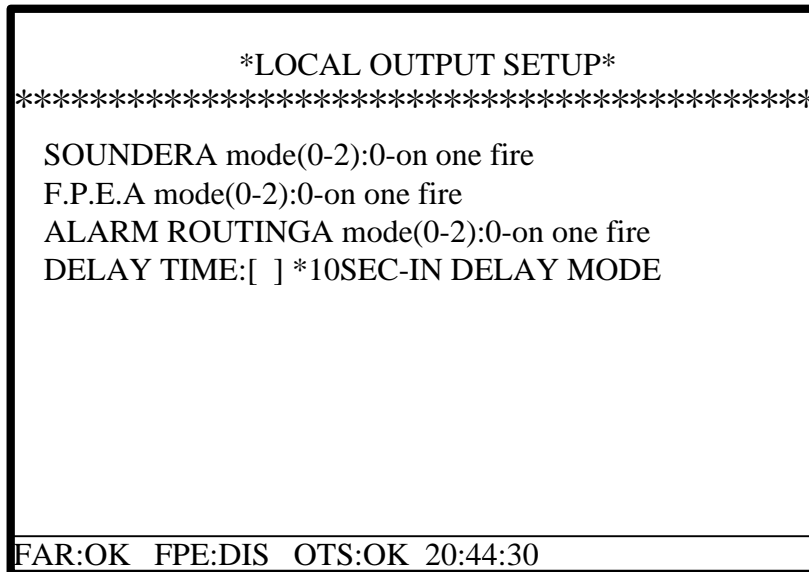 *LOCAL OUTPUT SETUP*
*******************************************
SOUNDERA mode(0-2):0-on one fire
F.P.E.A mode(0-2):0-on one fire
ALARM ROUTINGA mode(0-2):0-on one fire
DELAY TIME:[ ] *10SEC-IN DELAY MODE
FAR:OK FPE:DIS OTS:OK 20:44:30